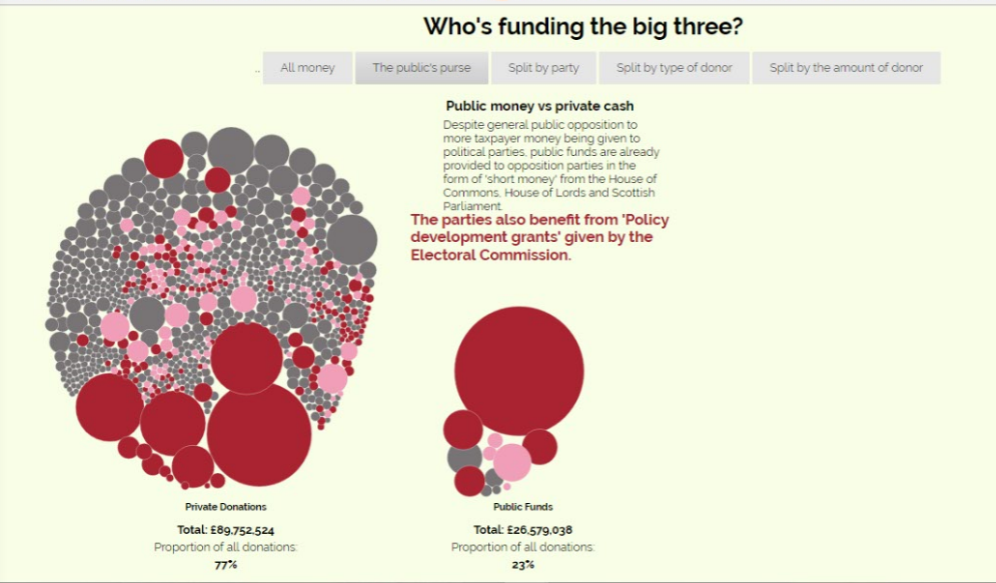 Who's funding the big three?
.. All money The public's purse Split by party Split by type of donor Split by the amount of donor
Public money vs private cash
Despite general public opposition to
more taxpayer money being given to
political parties, public funds are already
provided to opposition parties in the
form of 'short money' from the House of
Commons, House of Lords and Scottish
Parliament.
The parties also benefit from 'Policy
development grants' given by the
Electoral Commission.
Private Donations
Total: £89,752,524
Proportion of all donations:
77%
Public Funds
Total: £26,579,038
Proportion of all donations:
23%